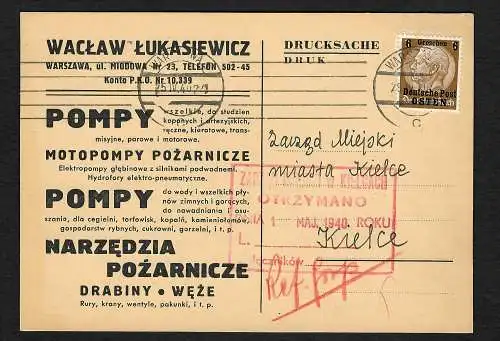 WACŁAW ŁUKASIEWICZ
WARSZAWA, ul. MIODOWA Nr 23, TELEFON 502-45
Konto P.K.O. Nr. 10.339
POMPY wszelkie, do studzien
kopanych i artezyjskich,
ręczne, kieratowe, trans-
misyjne, parowe i motorowe.
MOTOPOMPY POŻARNICZE
Elektropompy głębinowe z silnikami podwodnemi.
Hydrofory elektro-pneumatyczne.
POMPY do wody i wszelkich pły-
nów zimnych i gorących,
do nawadniania i osu-
szania, dla cegielni, torfowisk, kopalń, kamieniołomów,
gospodarstw rybnych, cukrowni, gorzelni, i t. p.
NARZĘDZIA
POŻARNICZE
DRABINY • WĘŻE
Rury, krany, wentyle, pakunki, i t. p.
DRUCKSACHE
DRUK
6 Groschen 6
Deutsche Post
OSTEN
c
Zarząd Miejski
miasta Kielce
Kielce
W KIELCACH
OTRZYMANO
1 MAJ 1940 ROKU
L.